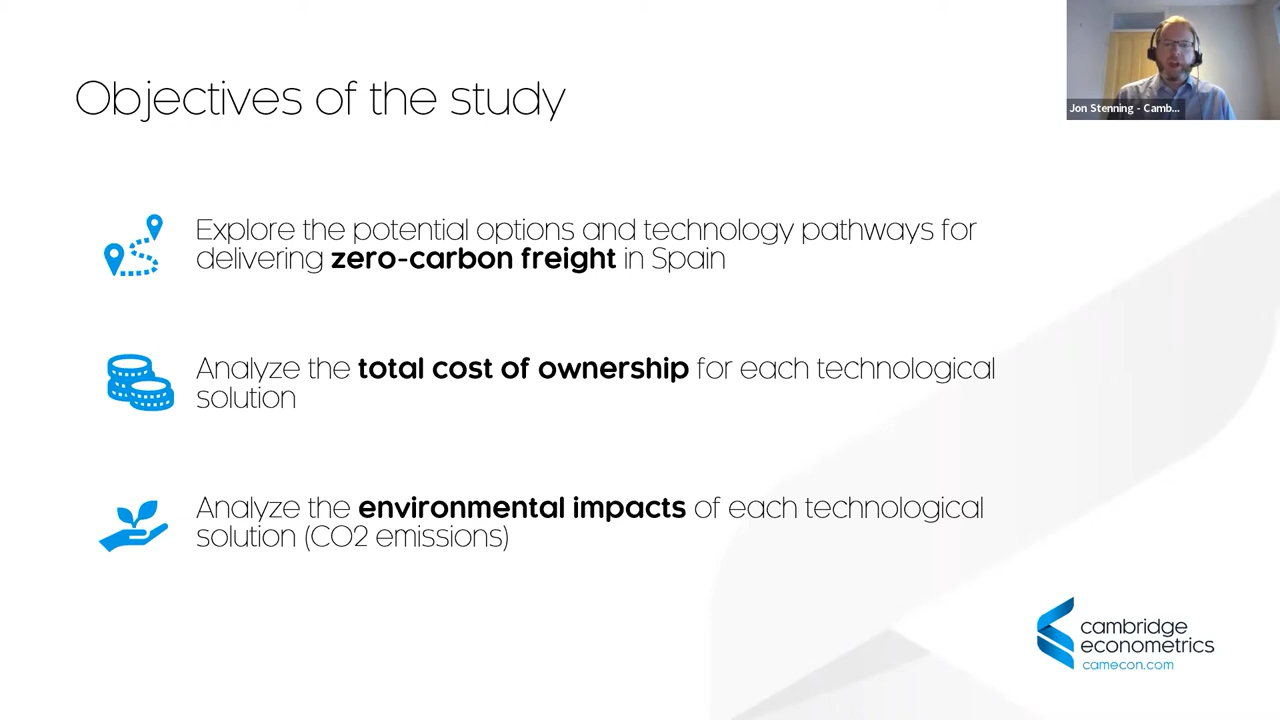 Objectives of the study
Jon Stenning - Camb...
Explore the potential options and technology pathways for
delivering zero-carbon freight in Spain
Analyze the total cost of ownership for each technological
solution
Analyze the environmental impacts of each technological
solution (CO2 emissions)
cambridge
econometrics
camecon.com